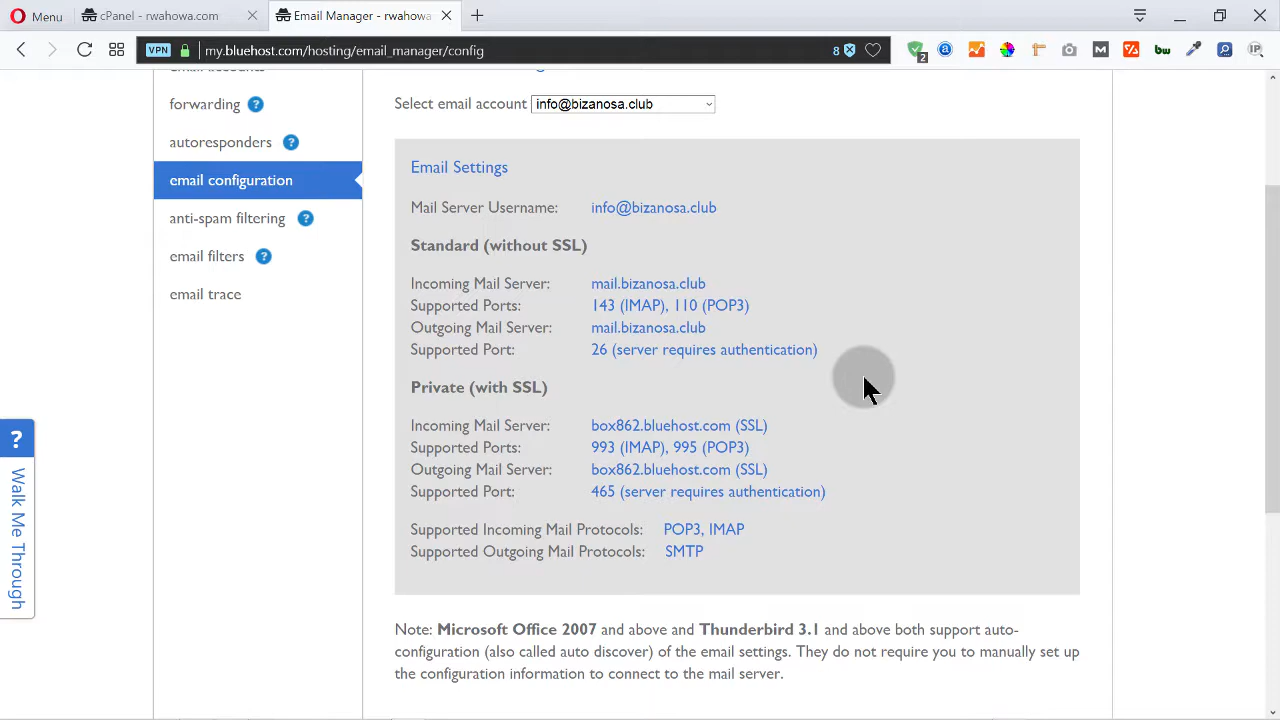 Menu
cPanel - rwahowa.com
Email Manager - rwahowa
VPN
my.bluehost.com/hosting/email_manager/config
8
2
bw
IP
forwarding ?
autoresponders ?
email configuration
anti-spam filtering ?
email filters ?
email trace
Select email account info@bizanosa.club
Email Settings
Mail Server Username: info@bizanosa.club
Standard (without SSL)
Incoming Mail Server: mail.bizanosa.club
Supported Ports: 143 (IMAP), 110 (POP3)
Outgoing Mail Server: mail.bizanosa.club
Supported Port: 26 (server requires authentication)
Private (with SSL)
Incoming Mail Server: box862.bluehost.com (SSL)
Supported Ports: 993 (IMAP), 995 (POP3)
Outgoing Mail Server: box862.bluehost.com (SSL)
Supported Port: 465 (server requires authentication)
Supported Incoming Mail Protocols: POP3, IMAP
Supported Outgoing Mail Protocols: SMTP
Note: Microsoft Office 2007 and above and Thunderbird 3.1 and above both support auto-
configuration (also called auto discover) of the email settings. They do not require you to manually set up
the configuration information to connect to the mail server.
?
Walk Me Through